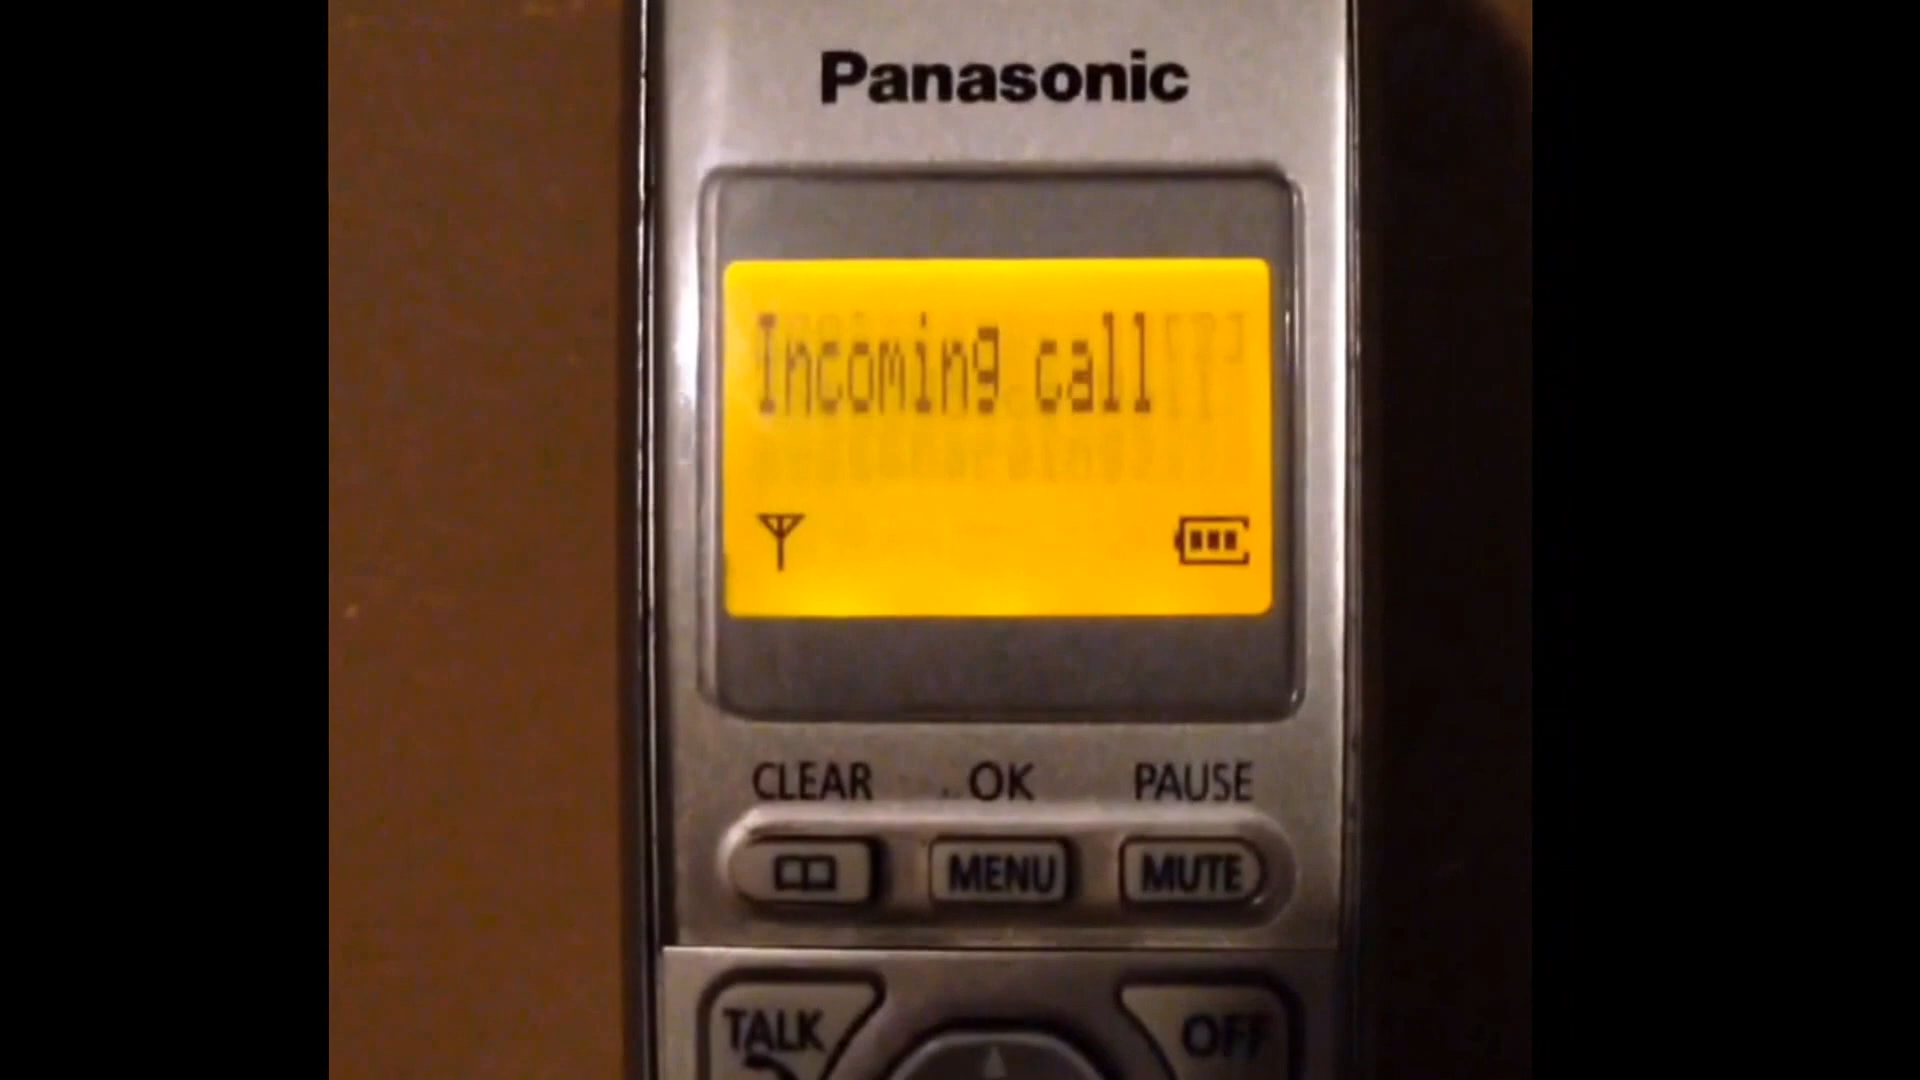 Panasonic
Incoming call
CLEAR OK PAUSE
MENU MUTE
TALK OFF